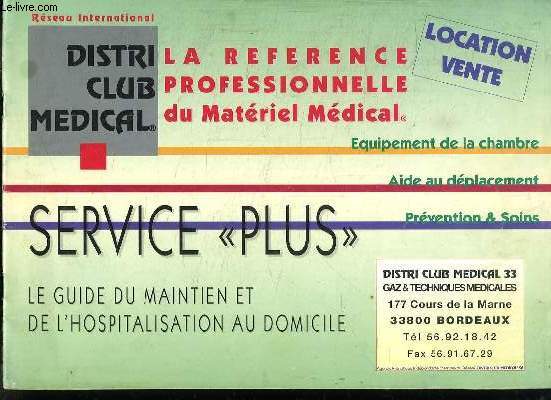 Le-livre.com
Réseau International
DISTRI
CLUB
MEDICAL®
LA REFERENCE
PROFESSIONNELLE
du Matériel Médical®
LOCATION
VENTE
Equipement de la chambre
Aide au déplacement
Prévention & Soins
SERVICE «PLUS»
LE GUIDE DU MAINTIEN ET
DE L'HOSPITALISATION AU DOMICILE
DISTRI CLUB MEDICAL 33
GAZ & TECHNIQUES MEDICALES
177 Cours de la Marne
33800 BORDEAUX
Tél 56.92.18.42
Fax 56.91.67.29